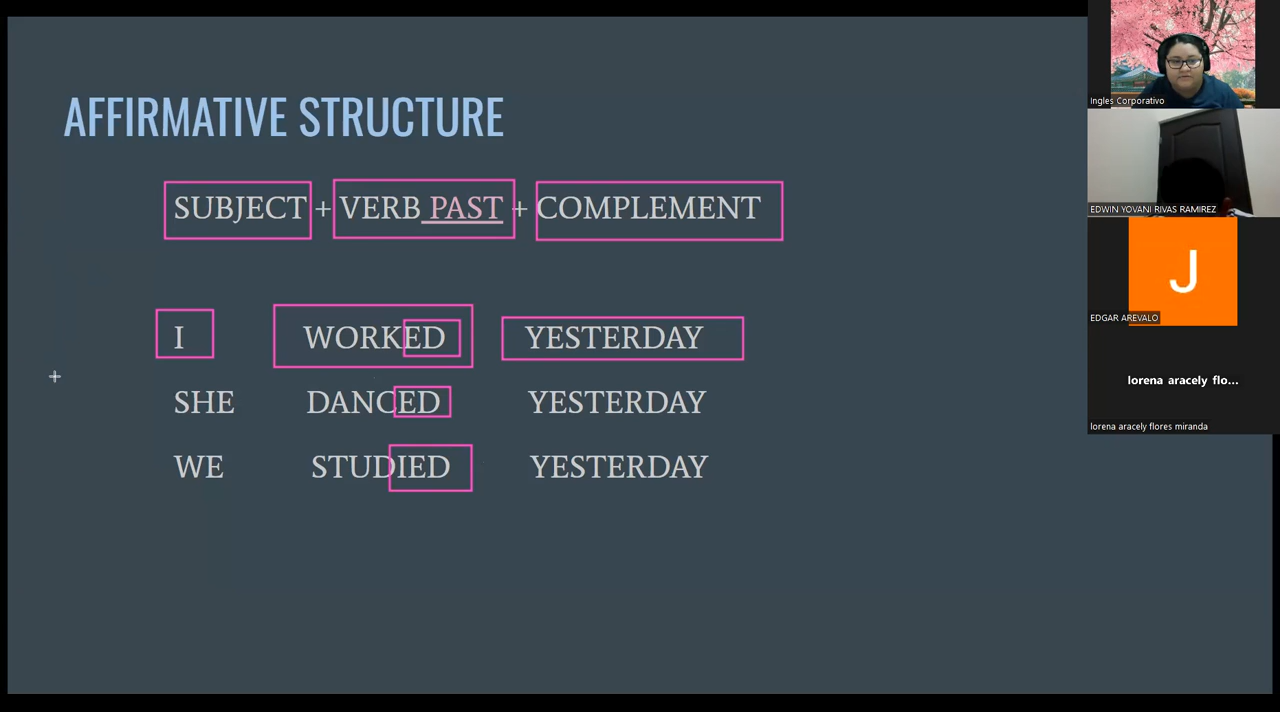 AFFIRMATIVE STRUCTURE
SUBJECT + VERB PAST + COMPLEMENT
I WORKED YESTERDAY
SHE DANCED YESTERDAY
WE STUDIED YESTERDAY
Ingles Corporativo
EDWIN YOVANI RIVAS RAMIREZ
J
EDGAR AREVALO
lorena aracely flo...
lorena aracely flores miranda